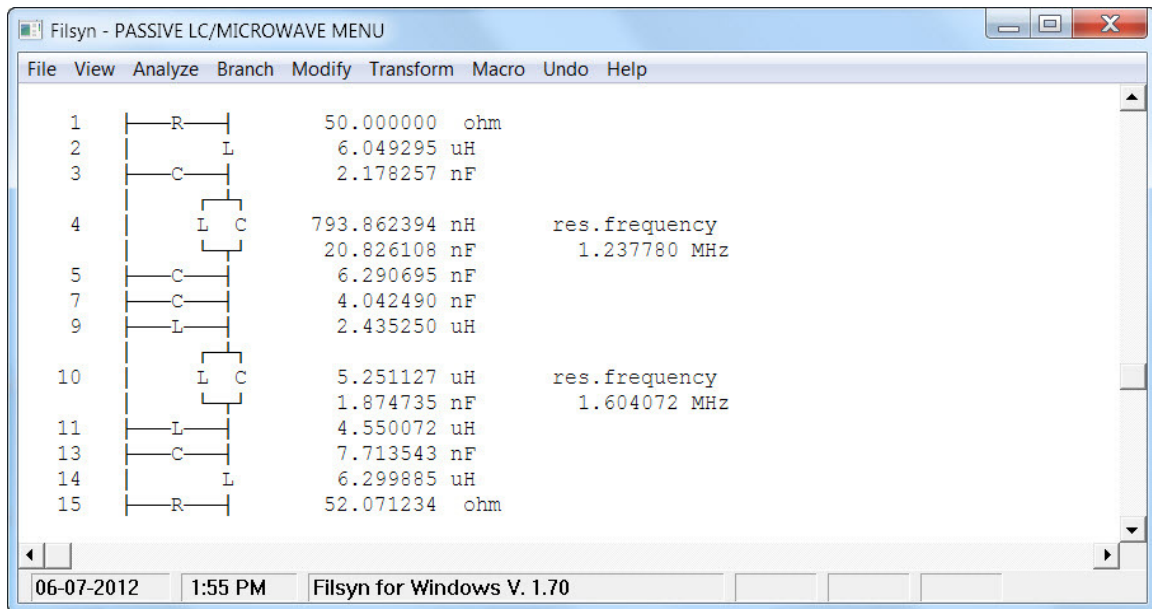 Filsyn - PASSIVE LC/MICROWAVE MENU
File View Analyze Branch Modify Transform Macro Undo Help
1 R 50.000000 ohm
2 L 6.049295 uH
3 C 2.178257 nF
4 L C 793.862394 nH res.frequency
20.826108 nF 1.237780 MHz
5 C 6.290695 nF
7 C 4.042490 nF
9 L 2.435250 uH
10 L C 5.251127 uH res.frequency
1.874735 nF 1.604072 MHz
11 L 4.550072 uH
13 C 7.713543 nF
14 L 6.299885 uH
15 R 52.071234 ohm
06-07-2012 1:55 PM Filsyn for Windows V. 1.70